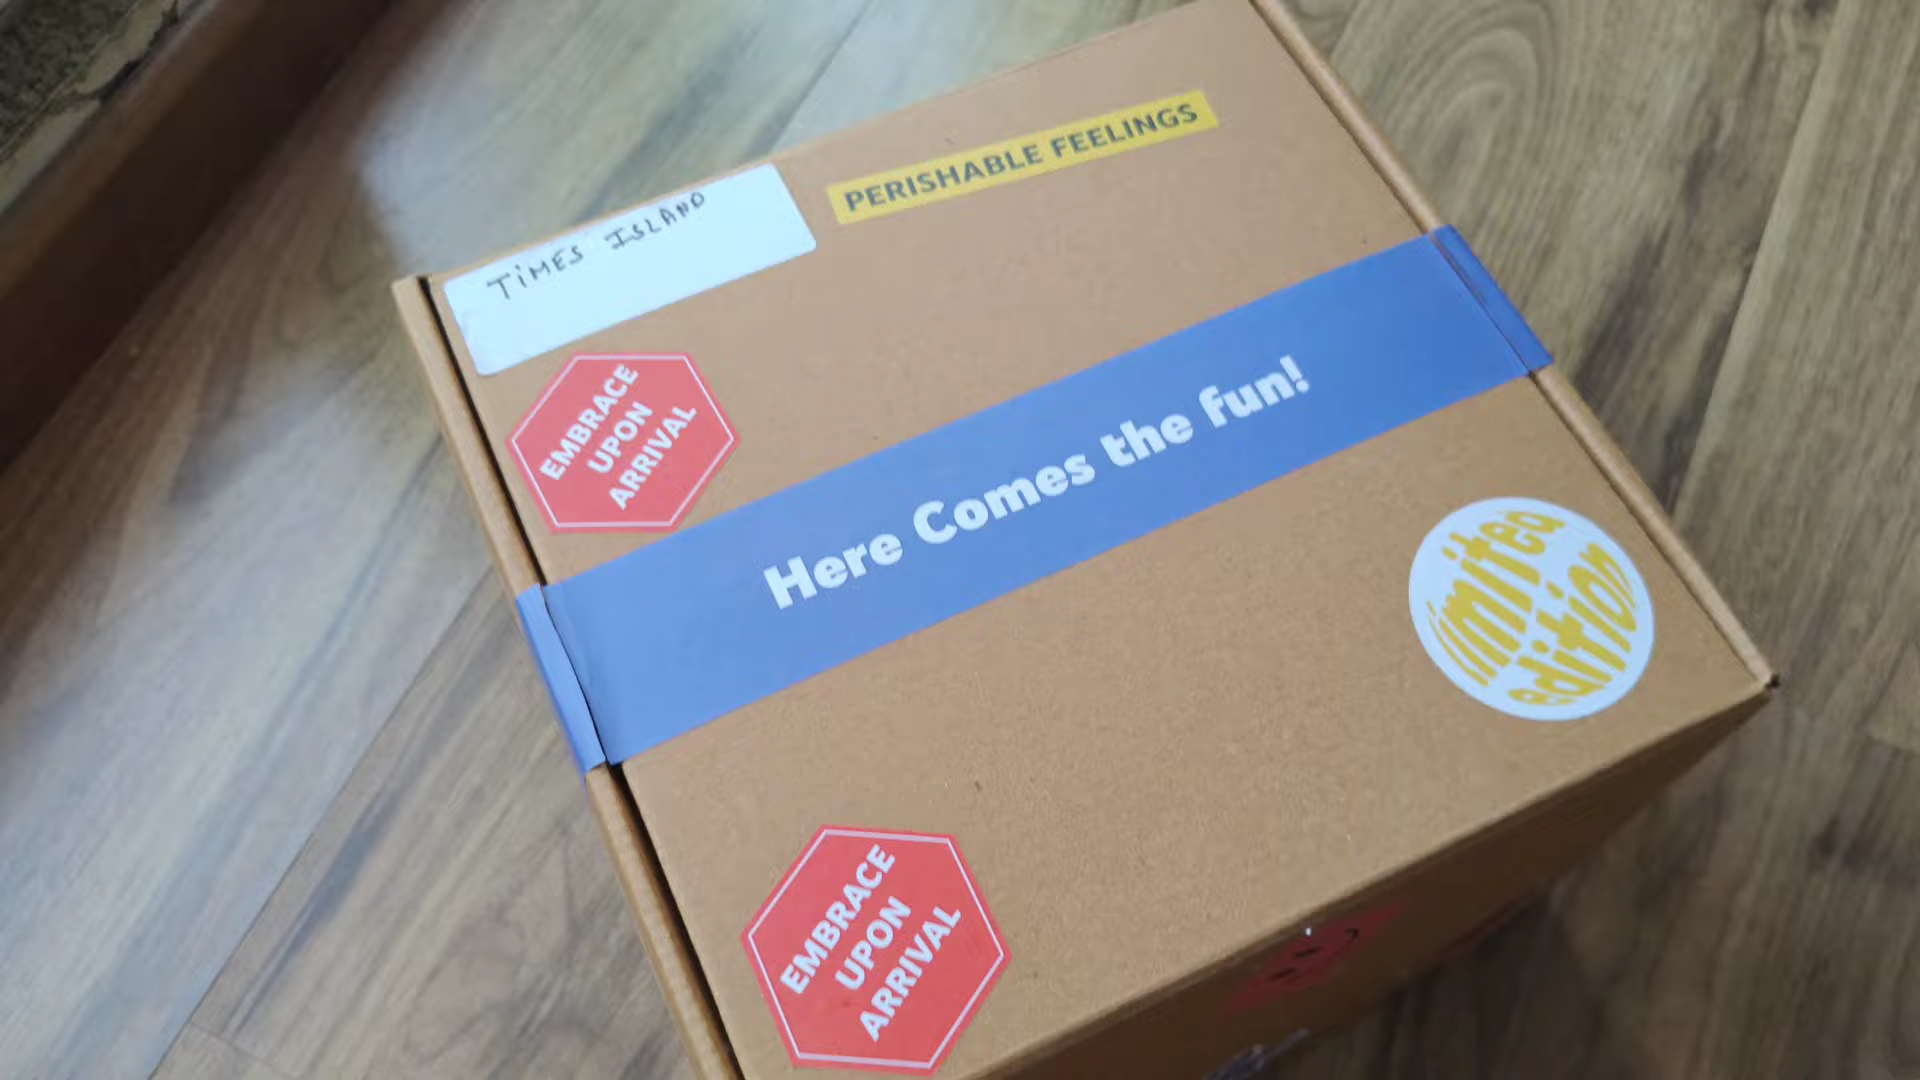 TiMES ISLAND
PERISHABLE FEELINGS
EMBRACE
UPON
ARRIVAL
Here Comes the fun!
limited
edition
EMBRACE
UPON
ARRIVAL